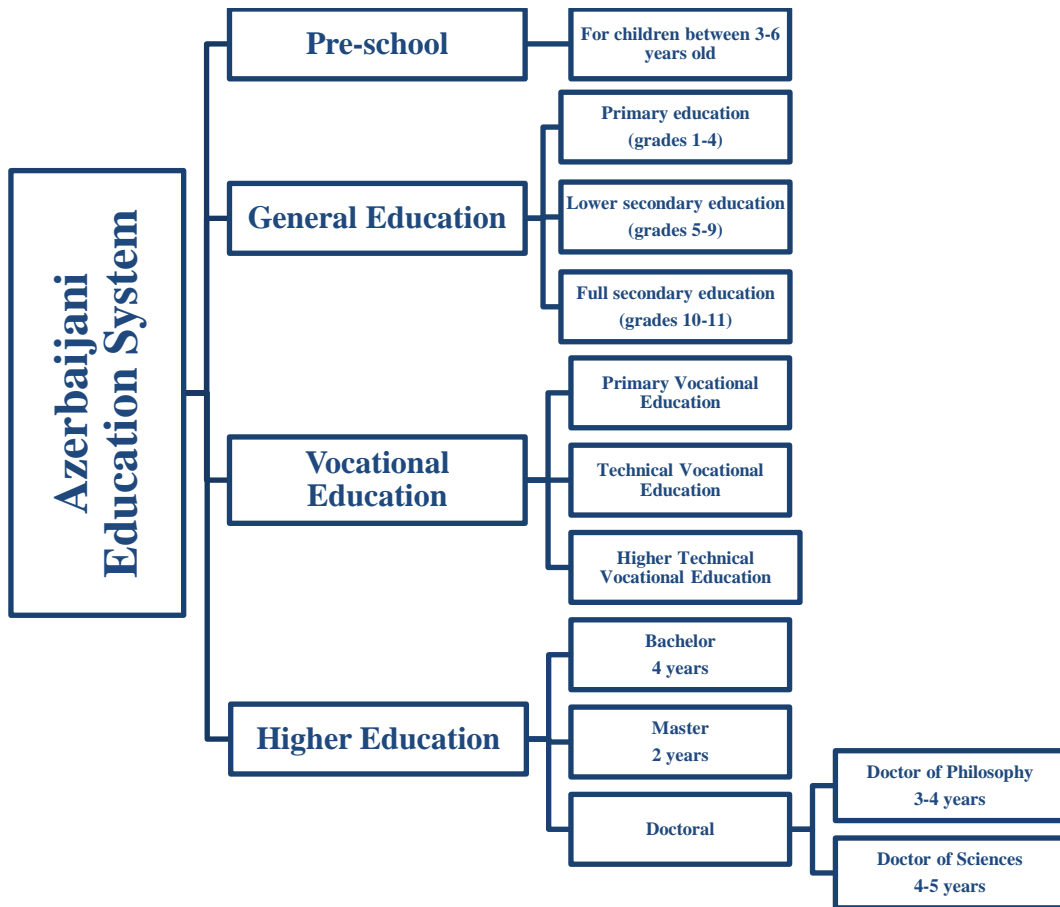 Azerbaijani
Education System
Pre-school
For children between 3-6
years old
General Education
Primary education
(grades 1-4)
Lower secondary education
(grades 5-9)
Full secondary education
(grades 10-11)
Vocational
Education
Primary Vocational
Education
Technical Vocational
Education
Higher Technical
Vocational Education
Higher Education
Bachelor
4 years
Master
2 years
Doctoral
Doctor of Philosophy
3-4 years
Doctor of Sciences
4-5 years